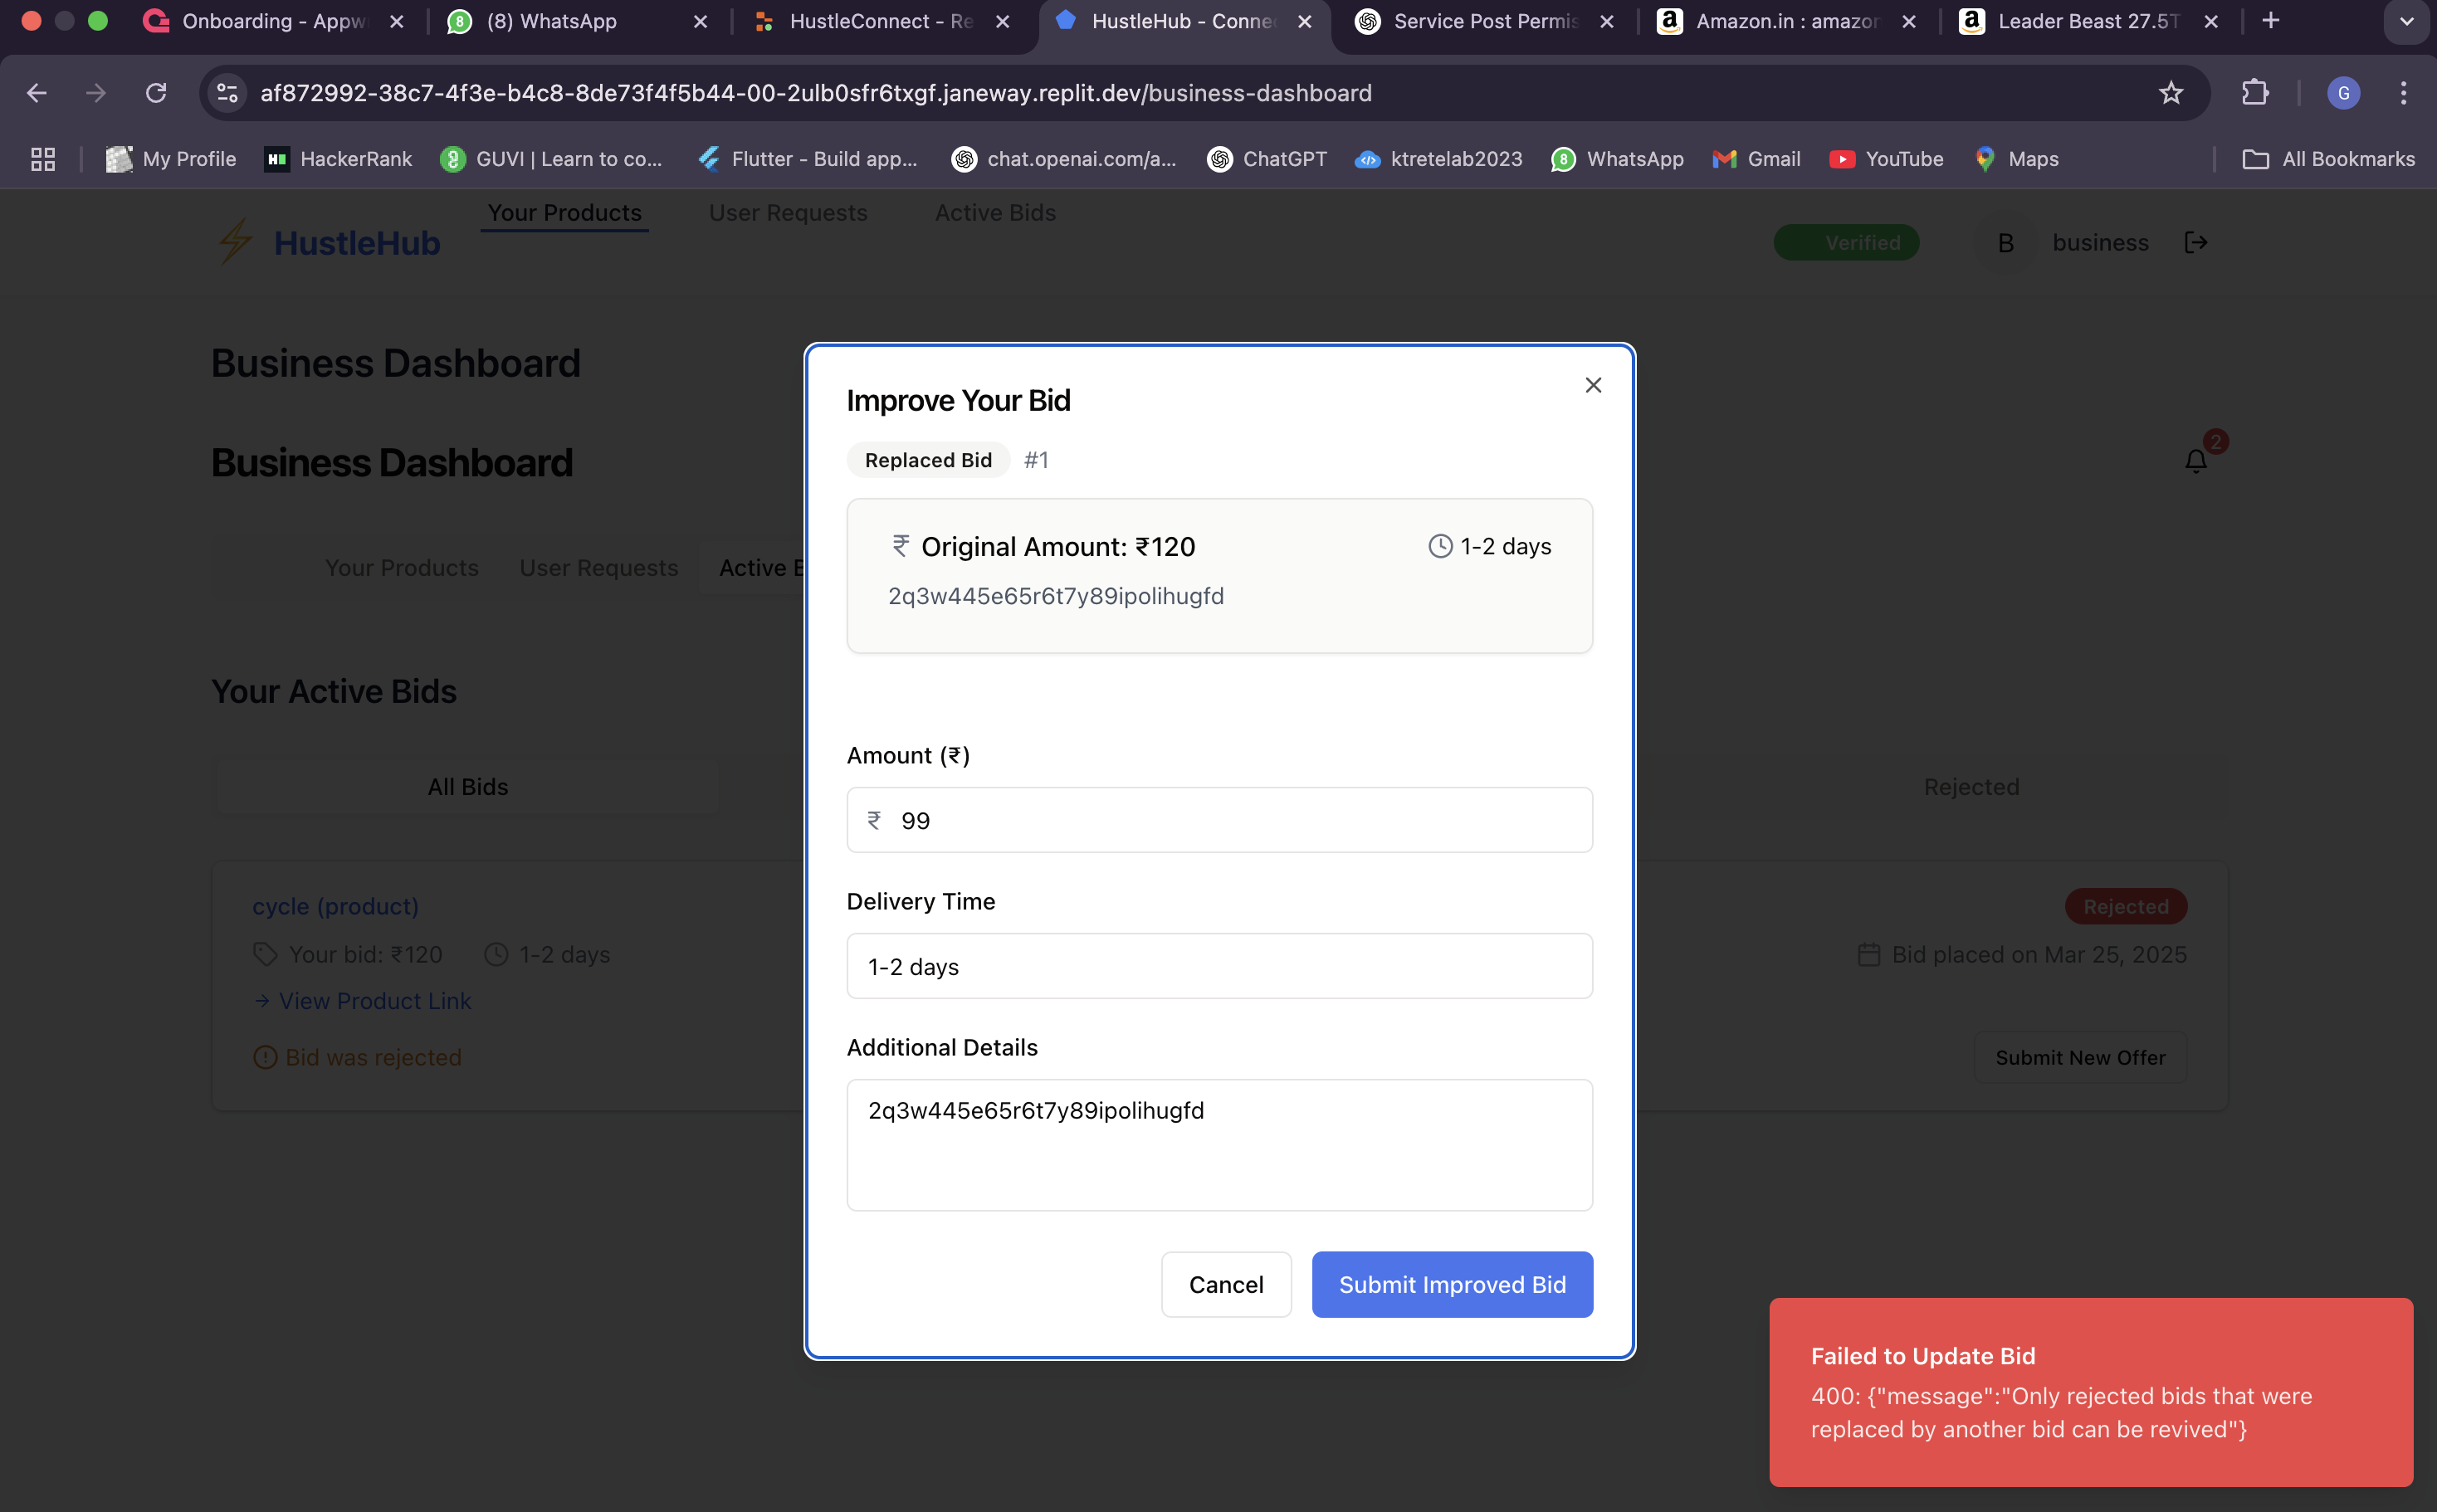 Onboarding - Appw
(8) WhatsApp
HustleConnect - Re
HustleHub - Connec
Service Post Permis
Amazon.in : amazon
Leader Beast 27.5T
af872992-38c7-4f3e-b4c8-8de73f4f5b44-00-2ulb0sfr6txgf.janeway.replit.dev/business-dashboard
G
My Profile
HackerRank
GUVI | Learn to co...
Flutter - Build app...
chat.openai.com/a...
ChatGPT
ktretelab2023
WhatsApp
Gmail
YouTube
Maps
All Bookmarks
HustleHub
Your Products
User Requests
Active Bids
Verified
B
business
Business Dashboard
Business Dashboard
2
Your Products
User Requests
Active B
Your Active Bids
All Bids
Rejected
cycle (product)
Rejected
Your bid: ₹120
1-2 days
Bid placed on Mar 25, 2025
→ View Product Link
Bid was rejected
Submit New Offer
Improve Your Bid
Replaced Bid #1
₹ Original Amount: ₹120
1-2 days
2q3w445e65r6t7y89ipolihugfd
Amount (₹)
₹ 99
Delivery Time
1-2 days
Additional Details
2q3w445e65r6t7y89ipolihugfd
Cancel
Submit Improved Bid
Failed to Update Bid
400: {"message":"Only rejected bids that were
replaced by another bid can be revived"}